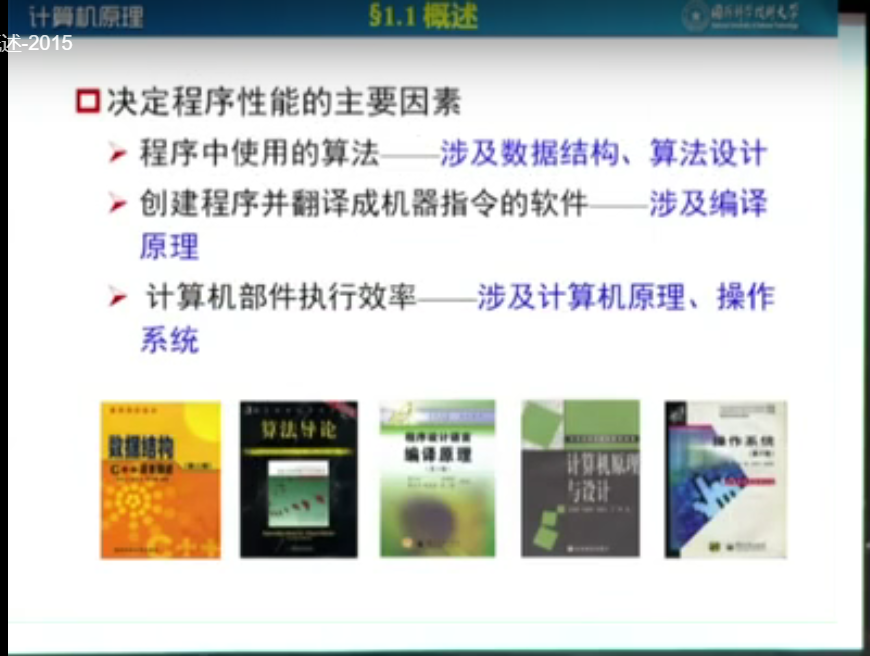 计算机原理
§1.1 概述
国防科学技术大学
述-2015
决定程序性能的主要因素
程序中使用的算法——涉及数据结构、算法设计
创建程序并翻译成机器指令的软件——涉及编译
原理
计算机部件执行效率——涉及计算机原理、操作
系统
数据结构
算法导论
程序设计语言
编译原理
计算机原理
与设计
操作系统